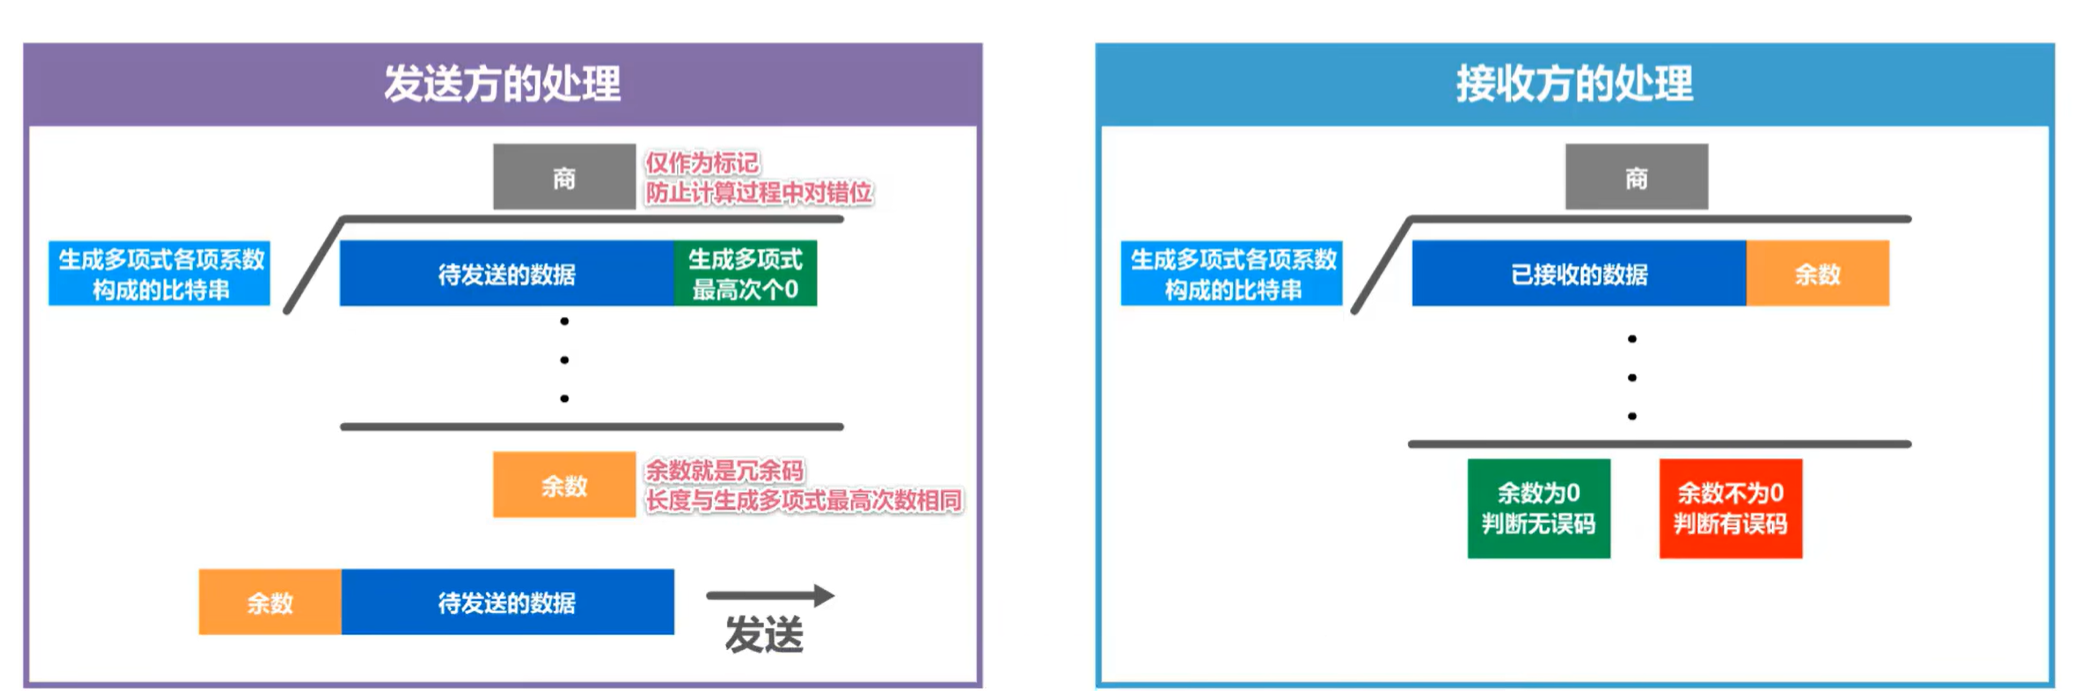 发送方的处理
商
仅作为标记
防止计算过程中对错位
生成多项式各项系数
构成的比特串
待发送的数据
生成多项式
最高次个0
余数
余数就是冗余码
长度与生成多项式最高次数相同
余数
待发送的数据
发送
接收方的处理
商
生成多项式各项系数
构成的比特串
已接收的数据
余数
余数为0
判断无误码
余数不为0
判断有误码